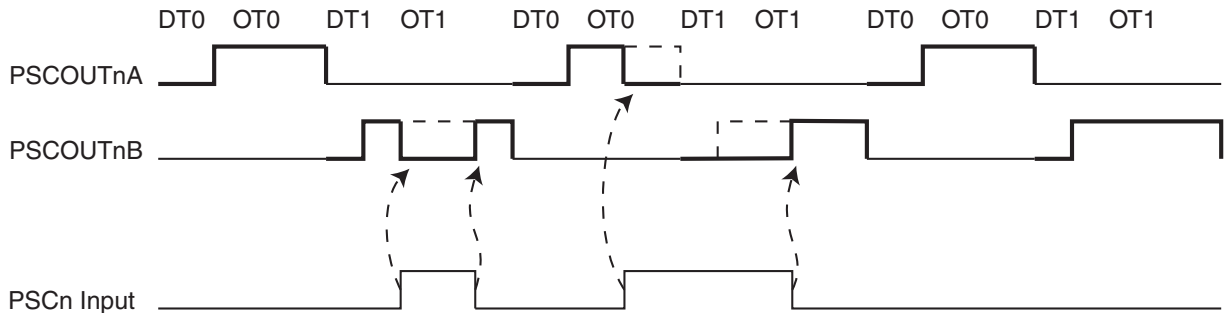 DT0 OT0 DT1 OT1 DT0 OT0 DT1 OT1 DT0 OT0 DT1 OT1
PSCOUTnA
PSCOUTnB
PSCn Input